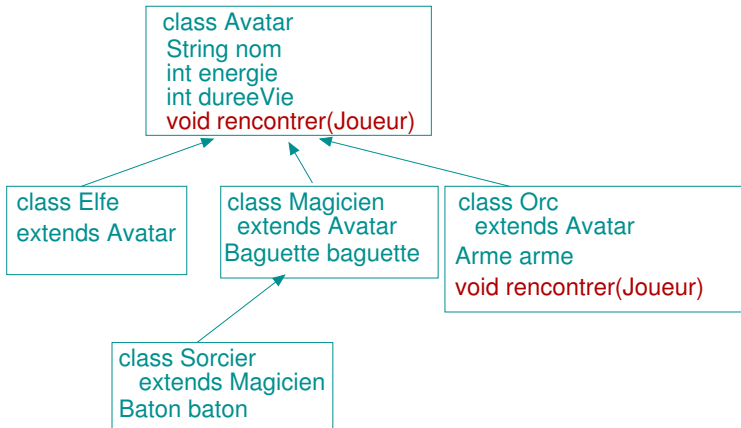 class Avatar
String nom
int energie
int dureeVie
void rencontrer(Joueur)
class Elfe
extends Avatar
class Magicien
extends Avatar
Baguette baguette
class Orc
extends Avatar
Arme arme
void rencontrer(Joueur)
class Sorcier
extends Magicien
Baton baton